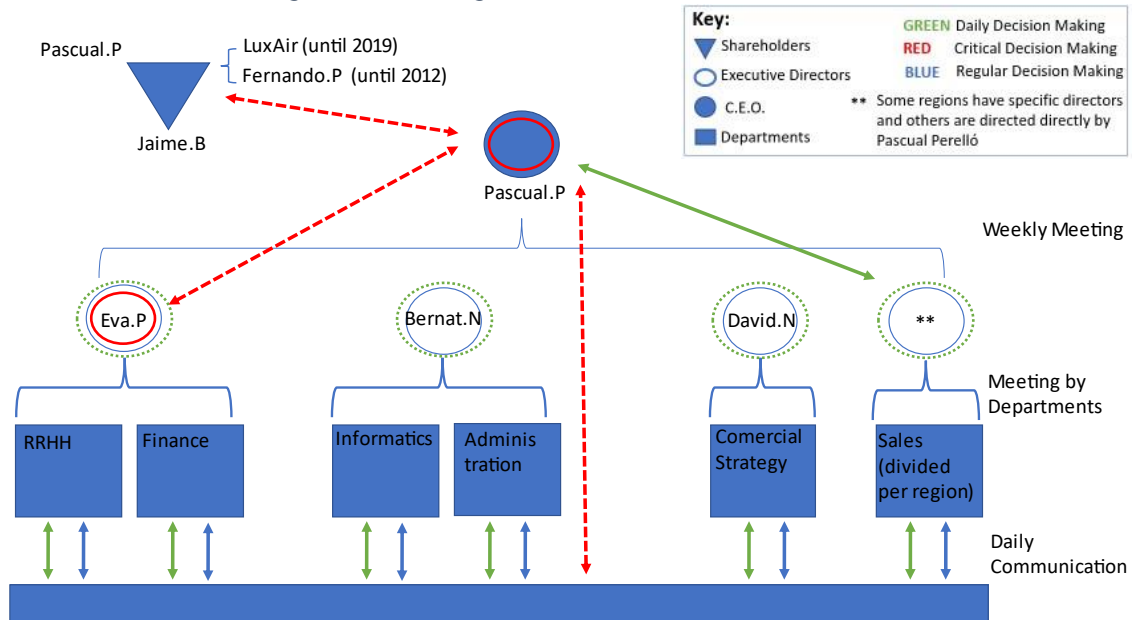 Key:
Shareholders
Executive Directors
C.E.O.
Departments
GREEN Daily Decision Making
RED Critical Decision Making
BLUE Regular Decision Making
** Some regions have specific directors
and others are directed directly by
Pascual Perelló
Pascual.P
LuxAir (until 2019)
Fernando.P (until 2012)
Jaime.B
Pascual.P
Weekly Meeting
Eva.P
Bernat.N
David.N
**
Meeting by
Departments
RRHH
Finance
Informatics
Adminis
tration
Comercial
Strategy
Sales
(divided
per region)
Daily
Communication